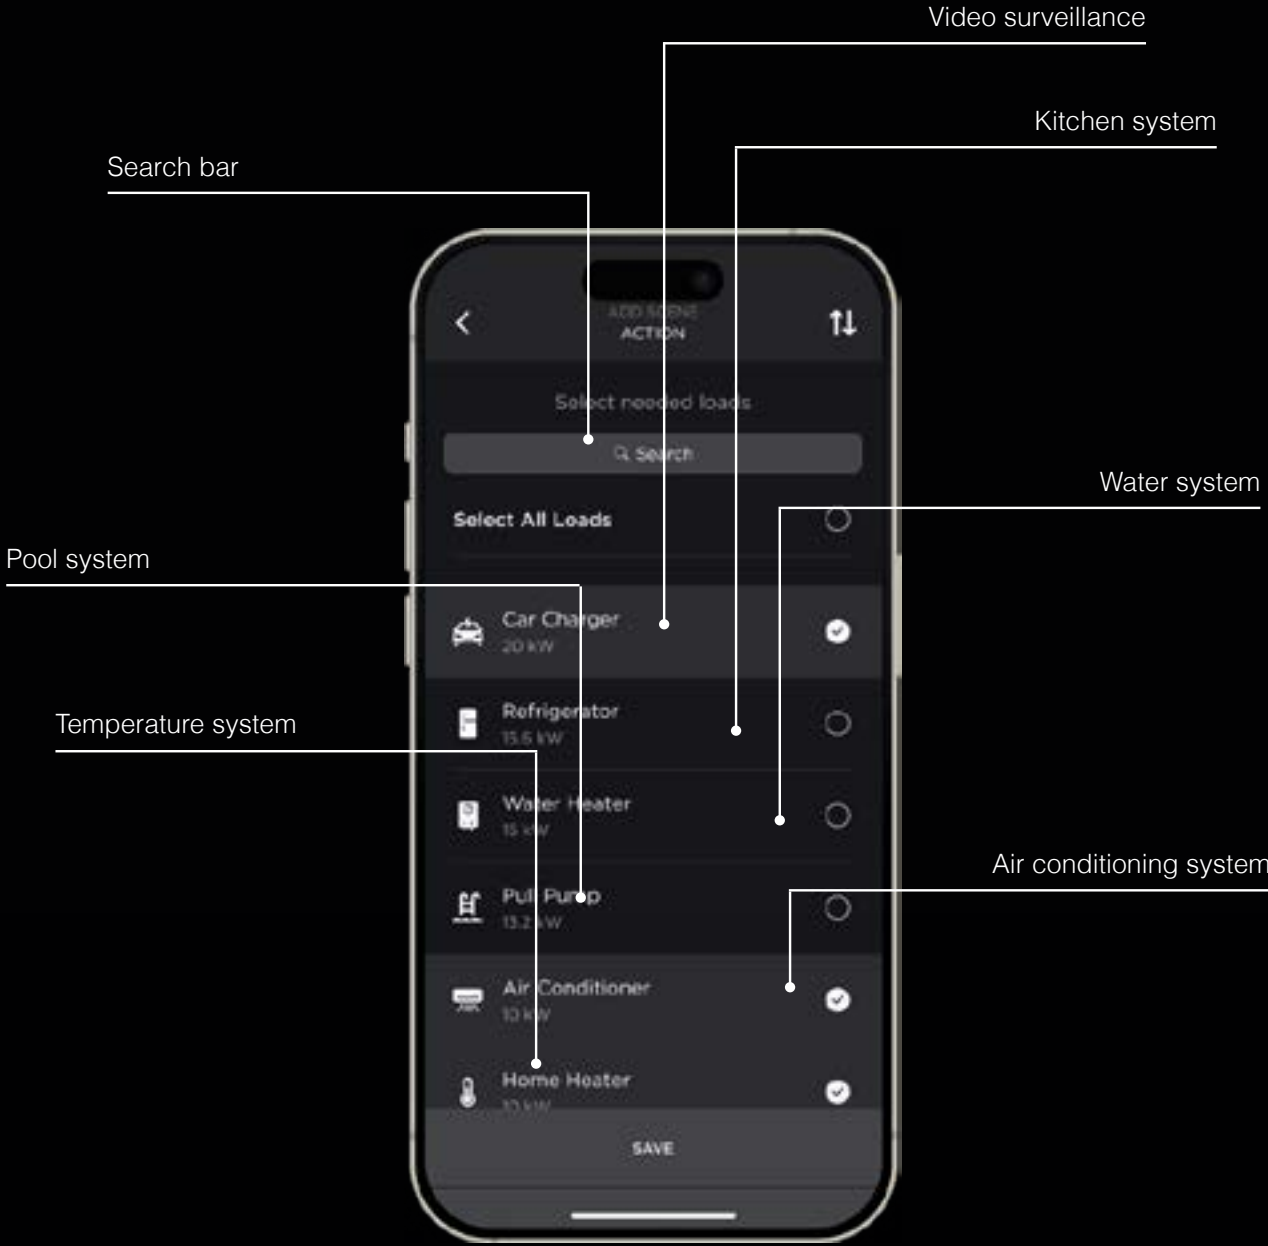 Video surveillance
Kitchen system
Search bar
ADD SCENE
ACTION
Select needed loads
Search
Water system
Select All Loads
Pool system
Car Charger
20 kW
Temperature system
Refrigerator
15.6 kW
Water Heater
15 kW
Air conditioning system
Pull Pump
13.2 kW
Air Conditioner
10 kW
Home Heater
10 kW
SAVE